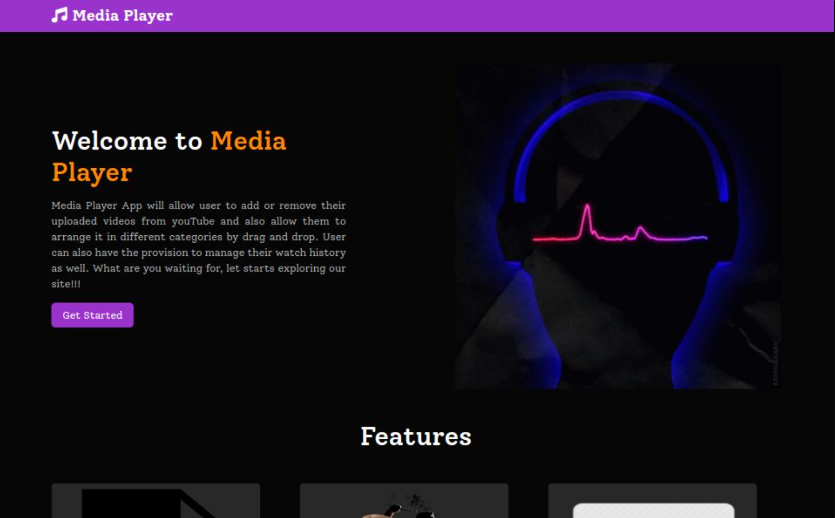 Media Player
Welcome to Media
Player
Media Player App will allow user to add or remove their
uploaded videos from youTube and also allow them to
arrange it in different categories by drag and drop. User
can also have the provision to manage their watch history
as well. What are you waiting for, let starts exploring our
site!!!
Get Started
Features